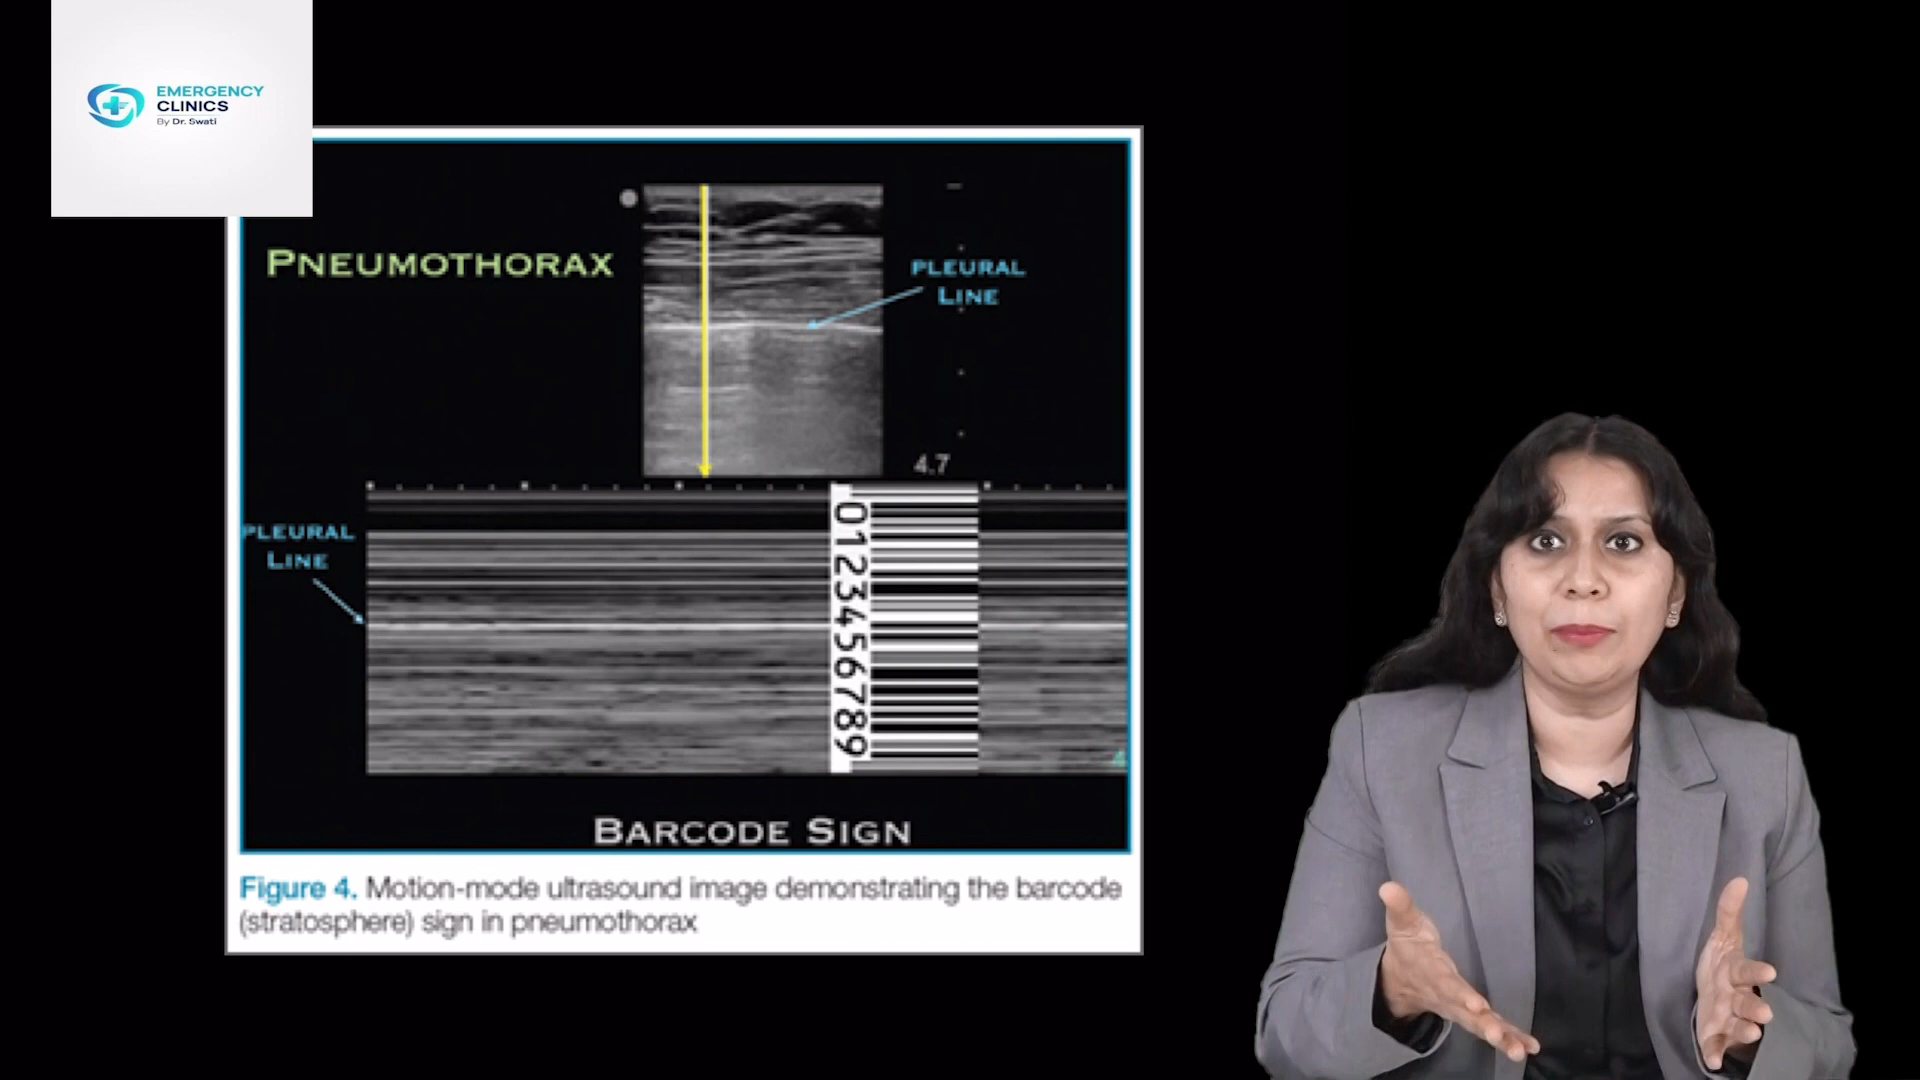 EMERGENCY
CLINICS
By Dr. Swati
PNEUMOTHORAX
PLEURAL
LINE
4.7
PLEURAL
LINE
0123456789
4
BARCODE SIGN
Figure 4. Motion-mode ultrasound image demonstrating the barcode
(stratosphere) sign in pneumothorax